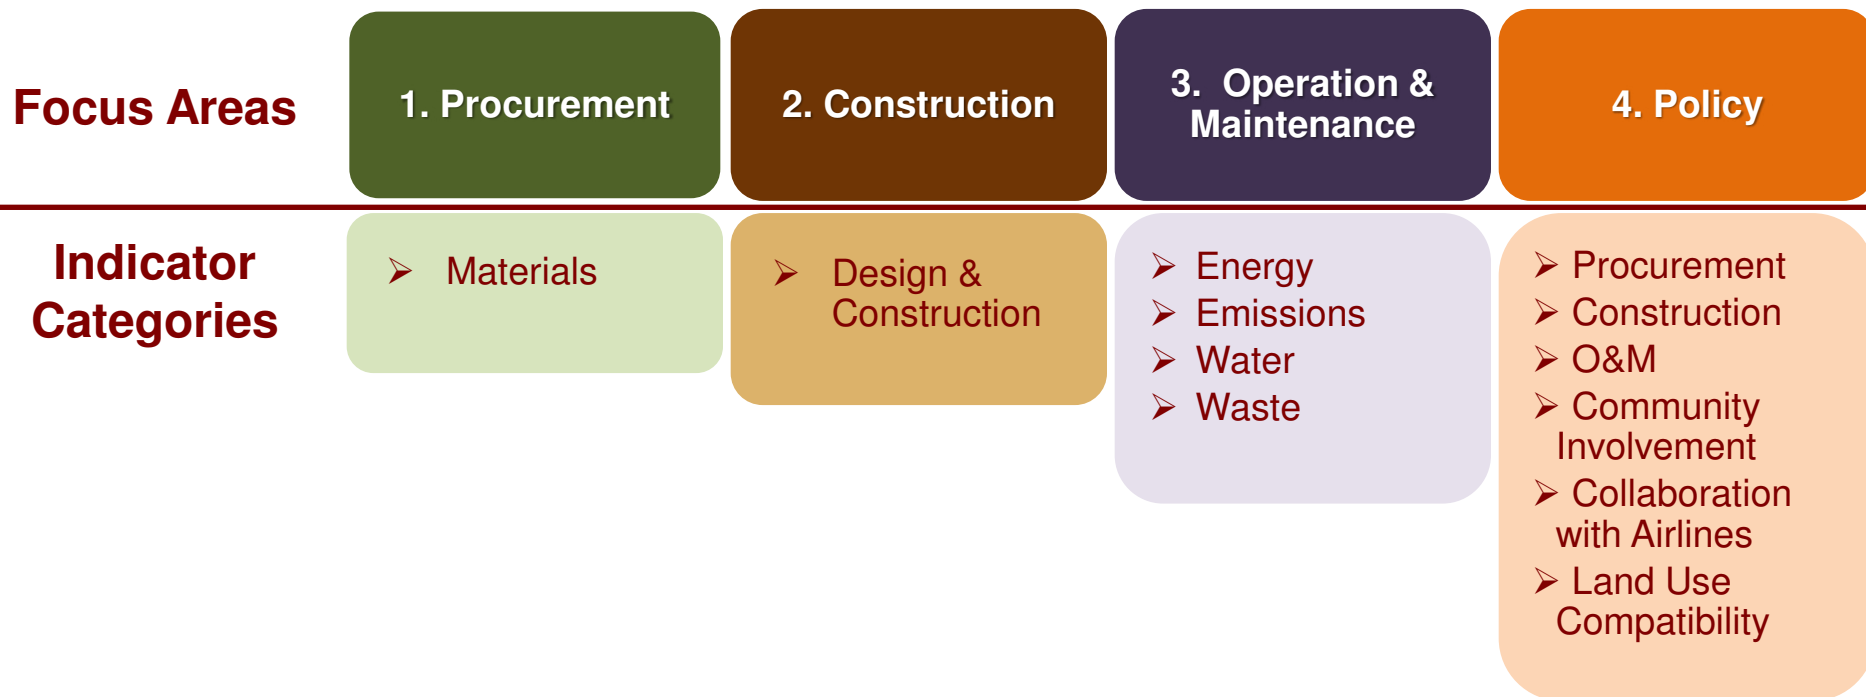 Focus Areas
1. Procurement
2. Construction
3. Operation &
Maintenance
4. Policy
Indicator
Categories
➢ Materials
➢ Design &
Construction
➢ Energy
➢ Emissions
➢ Water
➢ Waste
➢ Procurement
➢ Construction
➢ O&M
➢ Community
Involvement
➢ Collaboration
with Airlines
➢ Land Use
Compatibility